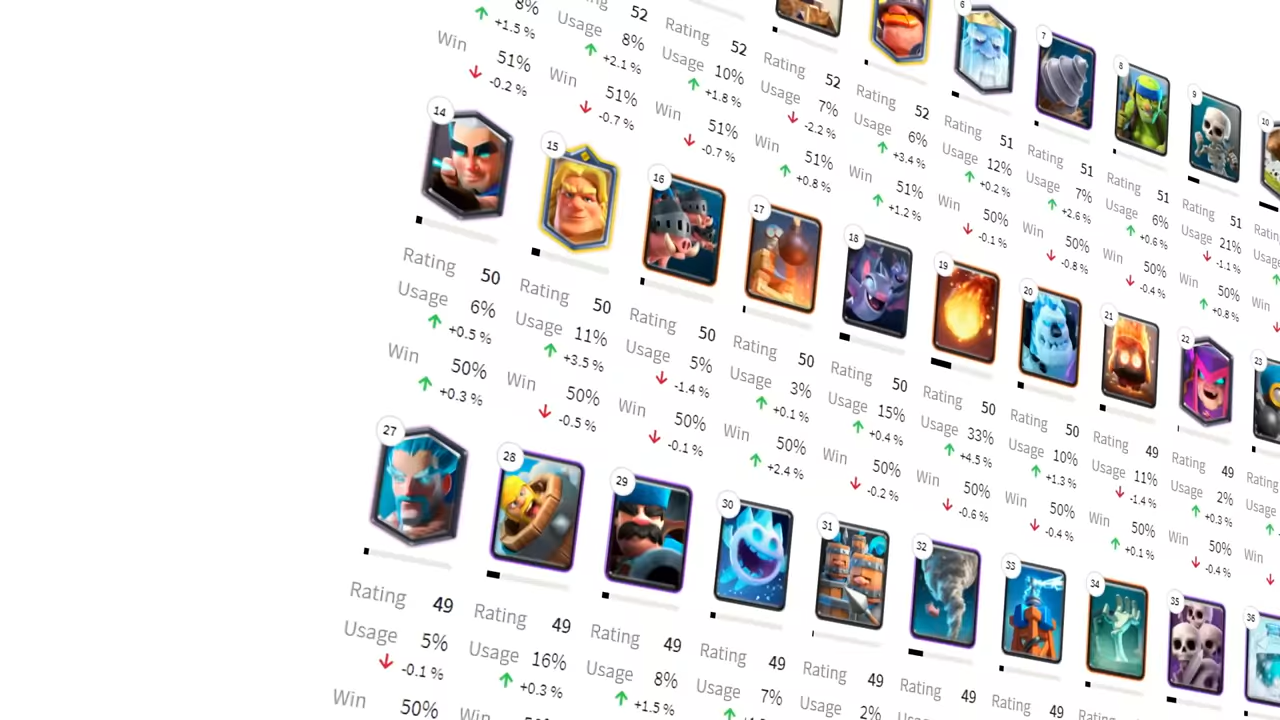 8%
+1.5 %
Win 51%
-0.2 %
52
Usage 8%
+2.1 %
Win 51%
-0.7 %
Rating 52
Usage 10%
+1.8 %
Win 51%
-0.7 %
Rating 52
Usage 7%
-2.2 %
Win 51%
+0.8 %
Rating 52
Usage 6%
+3.4 %
Win 51%
+1.2 %
6
Rating 51
Usage 12%
+0.2 %
Win 50%
-0.1 %
7
Rating 51
Usage 7%
+2.6 %
Win 50%
-0.8 %
8
Rating 51
Usage 6%
+0.6 %
Win 50%
-0.4 %
9
Rating 51
Usage 21%
-1.1 %
Win 50%
+0.8 %
10
Win
14
Rating 50
Usage 6%
+0.5 %
Win 50%
+0.3 %
15
Rating 50
Usage 11%
+3.5 %
Win 50%
-0.5 %
16
Rating 50
Usage 5%
-1.4 %
Win 50%
-0.1 %
17
Rating 50
Usage 3%
+0.1 %
Win 50%
+2.4 %
18
Rating 50
Usage 15%
+0.4 %
Win 50%
-0.2 %
19
Rating 50
Usage 33%
+4.5 %
Win 50%
-0.6 %
20
Rating 50
Usage 10%
+1.3 %
Win 50%
-0.4 %
21
Rating 49
Usage 11%
-1.4 %
Win 50%
+0.1 %
22
Rating 49
Usage 2%
+0.3 %
Win 50%
-0.4 %
23
Win
27
Rating 49
Usage 5%
-0.1 %
Win 50%
28
Rating 49
Usage 16%
+0.3 %
Win
29
Rating 49
Usage 8%
+1.5 %
30
Rating 49
Usage 7%
31
Rating 49
Usage 2%
32
Rating 49
33
Rating 49
34
Rating
35
36